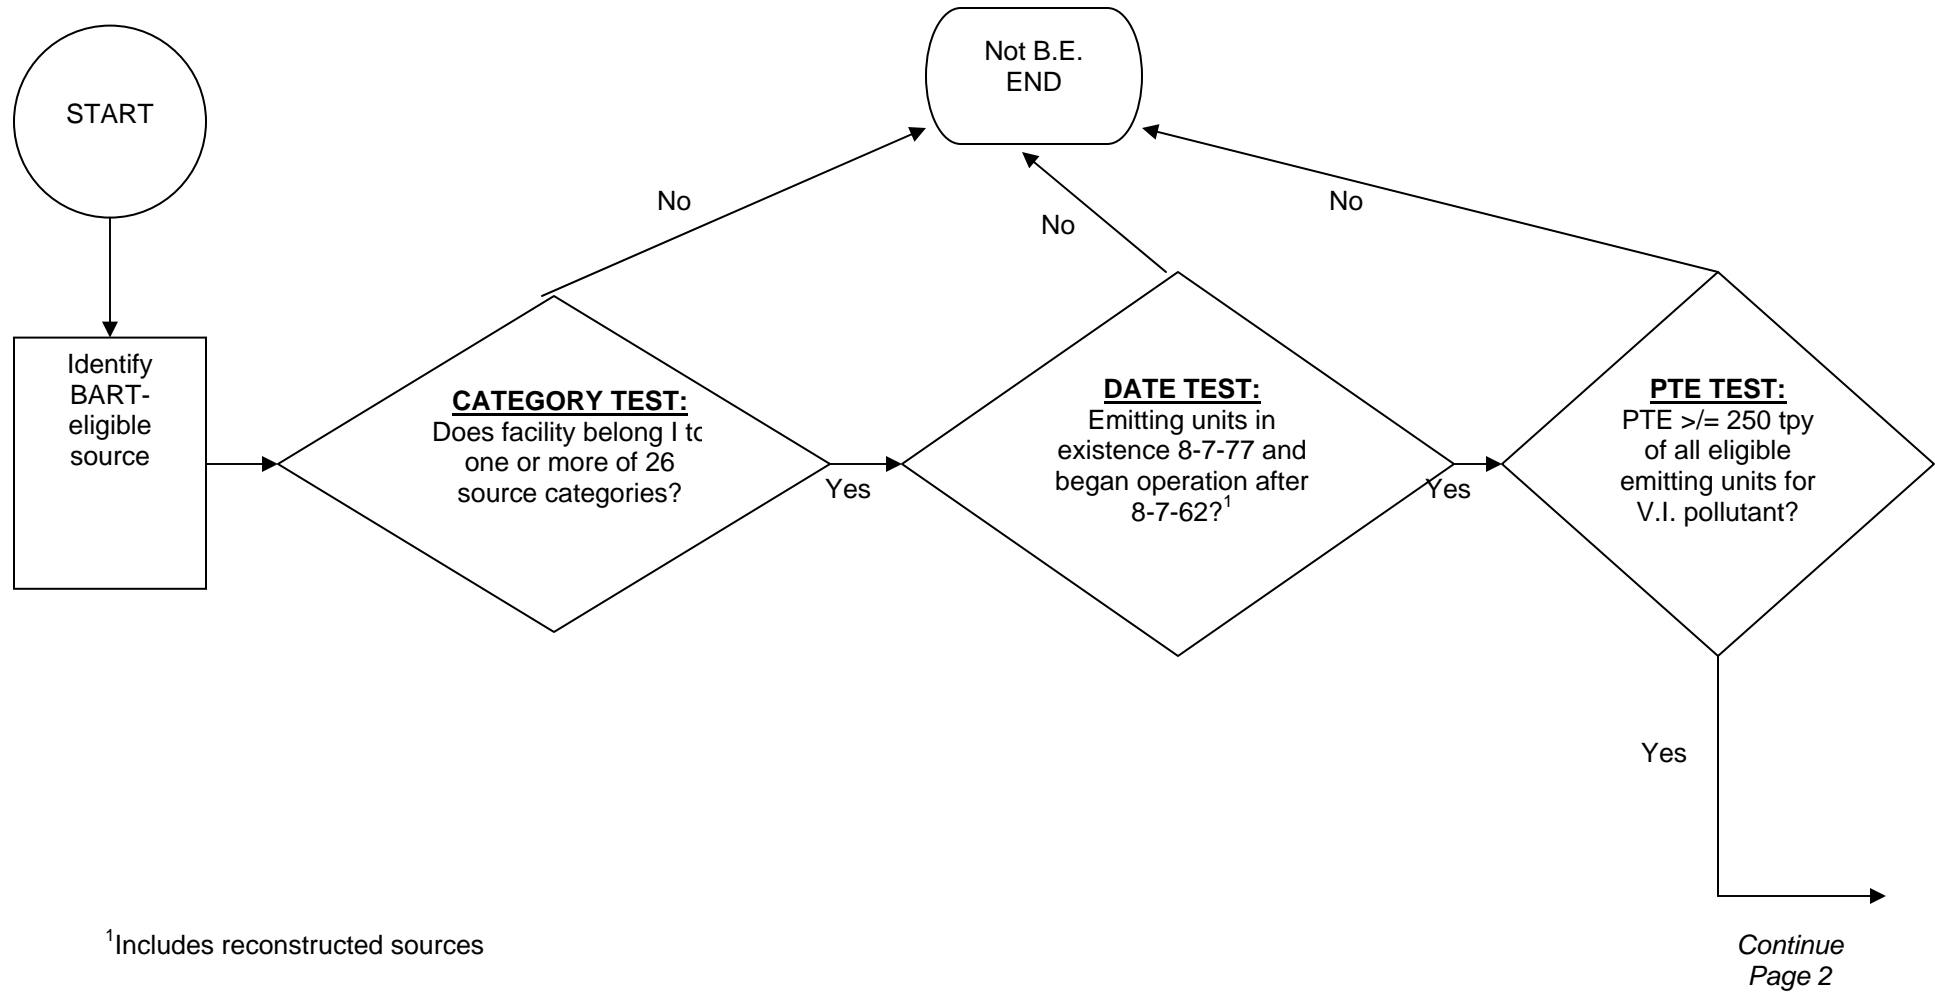 START
Not B.E.
END
No
No
No
Identify
BART-
eligible
source
CATEGORY TEST:
Does facility belong I to
one or more of 26
source categories?
Yes
DATE TEST:
Emitting units in
existence 8-7-77 and
began operation after
8-7-62?¹
Yes
PTE TEST:
PTE >/= 250 tpy
of all eligible
emitting units for
V.I. pollutant?
Yes
¹Includes reconstructed sources
Continue
Page 2